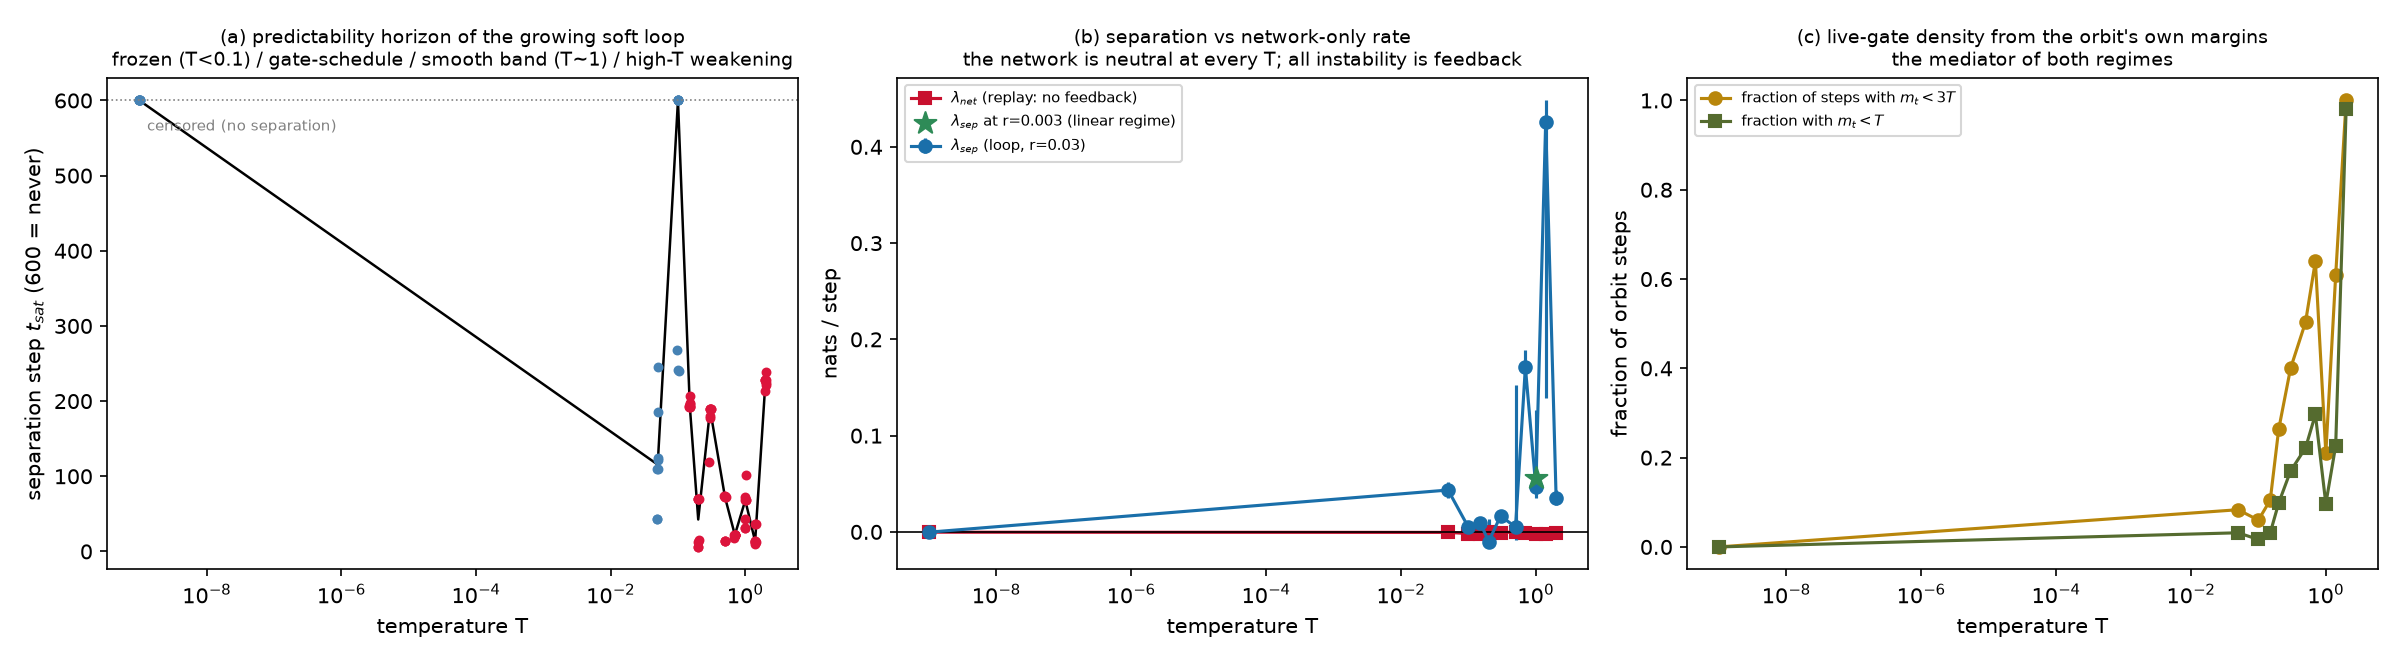 (a) predictability horizon of the growing soft loop
frozen (T<0.1) / gate-schedule / smooth band (T~1) / high-T weakening
separation step t_sat (600 = never)
600
500
400
300
200
100
0
censored (no separation)
10⁻⁸
10⁻⁶
10⁻⁴
10⁻²
10⁰
temperature T
(b) separation vs network-only rate
the network is neutral at every T; all instability is feedback
nats / step
0.4
0.3
0.2
0.1
0.0
λ_net (replay: no feedback)
λ_sep at r=0.003 (linear regime)
λ_sep (loop, r=0.03)
10⁻⁸
10⁻⁶
10⁻⁴
10⁻²
10⁰
temperature T
(c) live-gate density from the orbit's own margins
the mediator of both regimes
fraction of orbit steps
1.0
0.8
0.6
0.4
0.2
0.0
fraction of steps with m_t < 3T
fraction with m_t < T
10⁻⁸
10⁻⁶
10⁻⁴
10⁻²
10⁰
temperature T